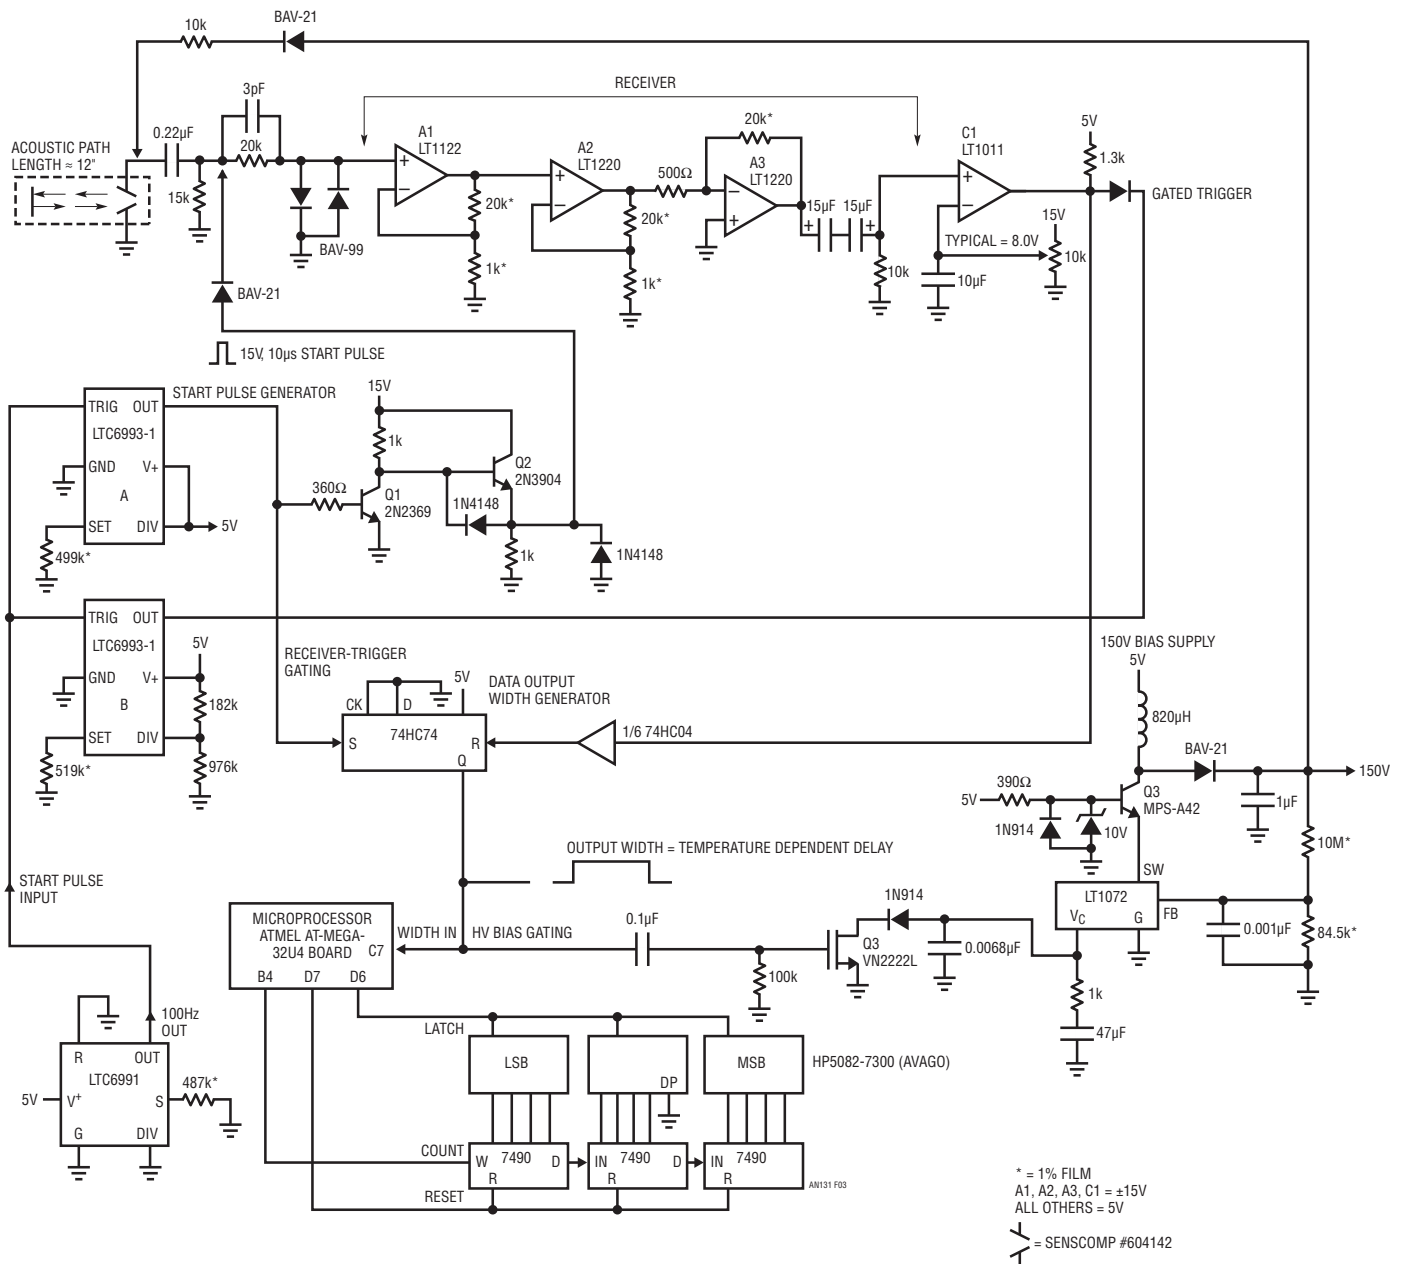 10k
BAV-21
RECEIVER
3pF
0.22µF
20k
ACOUSTIC PATH
LENGTH ≈ 12"
15k
BAV-99
BAV-21
A1
LT1122
20k*
1k*
A2
LT1220
20k*
1k*
500Ω
20k*
A3
LT1220
15µF
15µF
10k
C1
LT1011
5V
1.3k
GATED TRIGGER
TYPICAL = 8.0V
15V
10k
10µF
15V, 10µs START PULSE
START PULSE GENERATOR
TRIG OUT
LTC6993-1
GND V+
A
SET DIV
5V
499k*
15V
1k
360Ω
Q1
2N2369
Q2
2N3904
1N4148
1k
1N4148
TRIG OUT
LTC6993-1
GND V+
B
SET DIV
5V
182k
976k
519k*
RECEIVER-TRIGGER
GATING
CK D
5V
DATA OUTPUT
WIDTH GENERATOR
S 74HC74 R
Q
1/6 74HC04
150V BIAS SUPPLY
5V
820µH
BAV-21
150V
1µF
390Ω
5V
Q3
MPS-A42
1N914
10V
10M*
SW
LT1072
VC G FB
0.001µF
84.5k*
OUTPUT WIDTH = TEMPERATURE DEPENDENT DELAY
START PULSE
INPUT
MICROPROCESSOR
ATMEL AT-MEGA-
32U4 BOARD C7
B4 D7 D6
WIDTH IN
HV BIAS GATING
0.1µF
100k
Q3
VN2222L
1N914
0.0068µF
1k
47µF
100Hz
OUT
R OUT
LTC6991
5V
V+ S
G DIV
487k*
LATCH
LSB
DP
MSB
HP5082-7300 (AVAGO)
COUNT
W 7490 D
R
IN 7490 D
R
IN 7490
R
RESET
AN131 F03
* = 1% FILM
A1, A2, A3, C1 = ±15V
ALL OTHERS = 5V
= SENSCOMP #604142